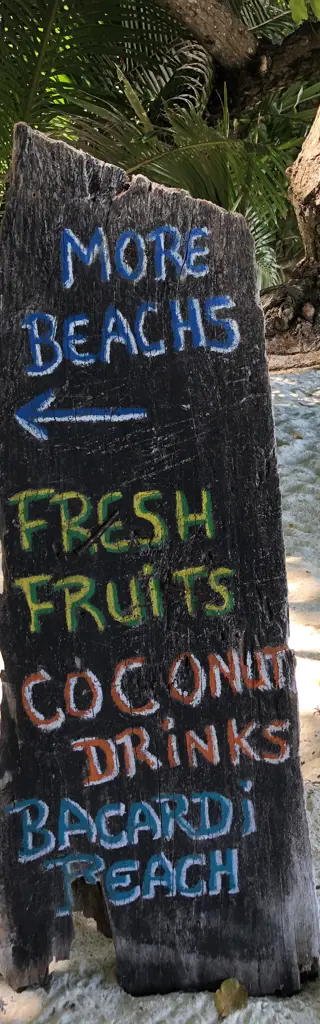 MORE
BEACHS
FRESH
FRUiTS
COCONUT
DRiNKS
BACARDi
BEACH